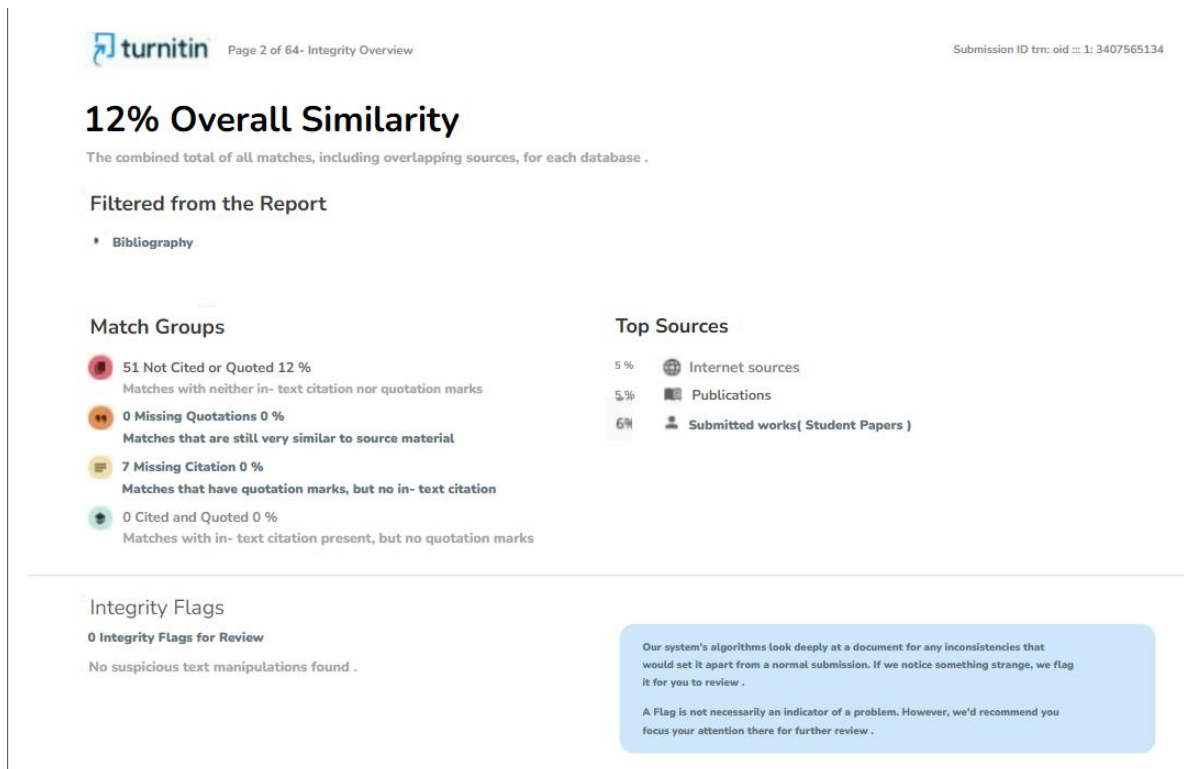 turnitin Page 2 of 64- Integrity Overview
Submission ID trn: oid ::: 1: 3407565134
12% Overall Similarity
The combined total of all matches, including overlapping sources, for each database .
Filtered from the Report
Bibliography
Match Groups
51 Not Cited or Quoted 12 %
Matches with neither in- text citation nor quotation marks
0 Missing Quotations 0 %
Matches that are still very similar to source material
7 Missing Citation 0 %
Matches that have quotation marks, but no in- text citation
0 Cited and Quoted 0 %
Matches with in- text citation present, but no quotation marks
Top Sources
5 % Internet sources
5% Publications
6% Submitted works( Student Papers )
Integrity Flags
0 Integrity Flags for Review
No suspicious text manipulations found .
Our system's algorithms look deeply at a document for any inconsistencies that
would set it apart from a normal submission. If we notice something strange, we flag
it for you to review .
A Flag is not necessarily an indicator of a problem. However, we'd recommend you
focus your attention there for further review .